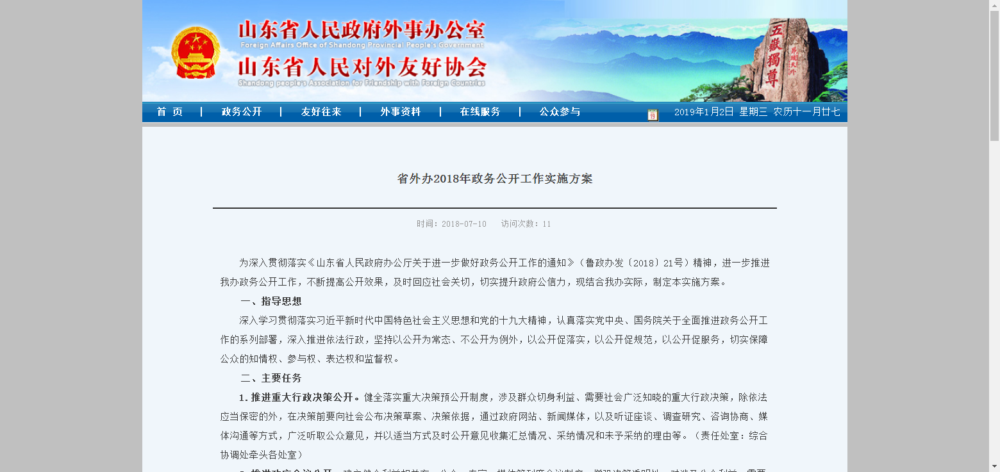 山东省人民政府外事办公室
Foreign Affairs Office of Shandong Provincial People's Government
山东省人民对外友好协会
Shandong people's Association for Friendship with Foreign Countries
五嶽獨尊
昂頭天外
首 页 | 政务公开 | 友好往来 | 外事资料 | 在线服务 | 公众参与
19
2019年1月2日 星期三 农历十一月廿七
省外办2018年政务公开工作实施方案
时间：2018-07-10 访问次数：11
为深入贯彻落实《山东省人民政府办公厅关于进一步做好政务公开工作的通知》（鲁政办发〔2018〕21号）精神，进一步推进
我办政务公开工作，不断提高公开效果，及时回应社会关切，切实提升政府公信力，现结合我办实际，制定本实施方案。
一、指导思想
深入学习贯彻落实习近平新时代中国特色社会主义思想和党的十九大精神，认真落实党中央、国务院关于全面推进政务公开工
作的系列部署，深入推进依法行政，坚持以公开为常态、不公开为例外，以公开促落实，以公开促规范，以公开促服务，切实保障
公众的知情权、参与权、表达权和监督权。
二、主要任务
1.推进重大行政决策公开。健全落实重大决策预公开制度，涉及群众切身利益、需要社会广泛知晓的重大行政决策，除依法
应当保密的外，在决策前要向社会公布决策草案、决策依据，通过政府网站、新闻媒体，以及听证座谈、调查研究、咨询协商、媒
体沟通等方式，广泛听取公众意见，并以适当方式及时公开意见收集汇总情况、采纳情况和未予采纳的理由等。（责任处室：综合
协调处牵头各处室）